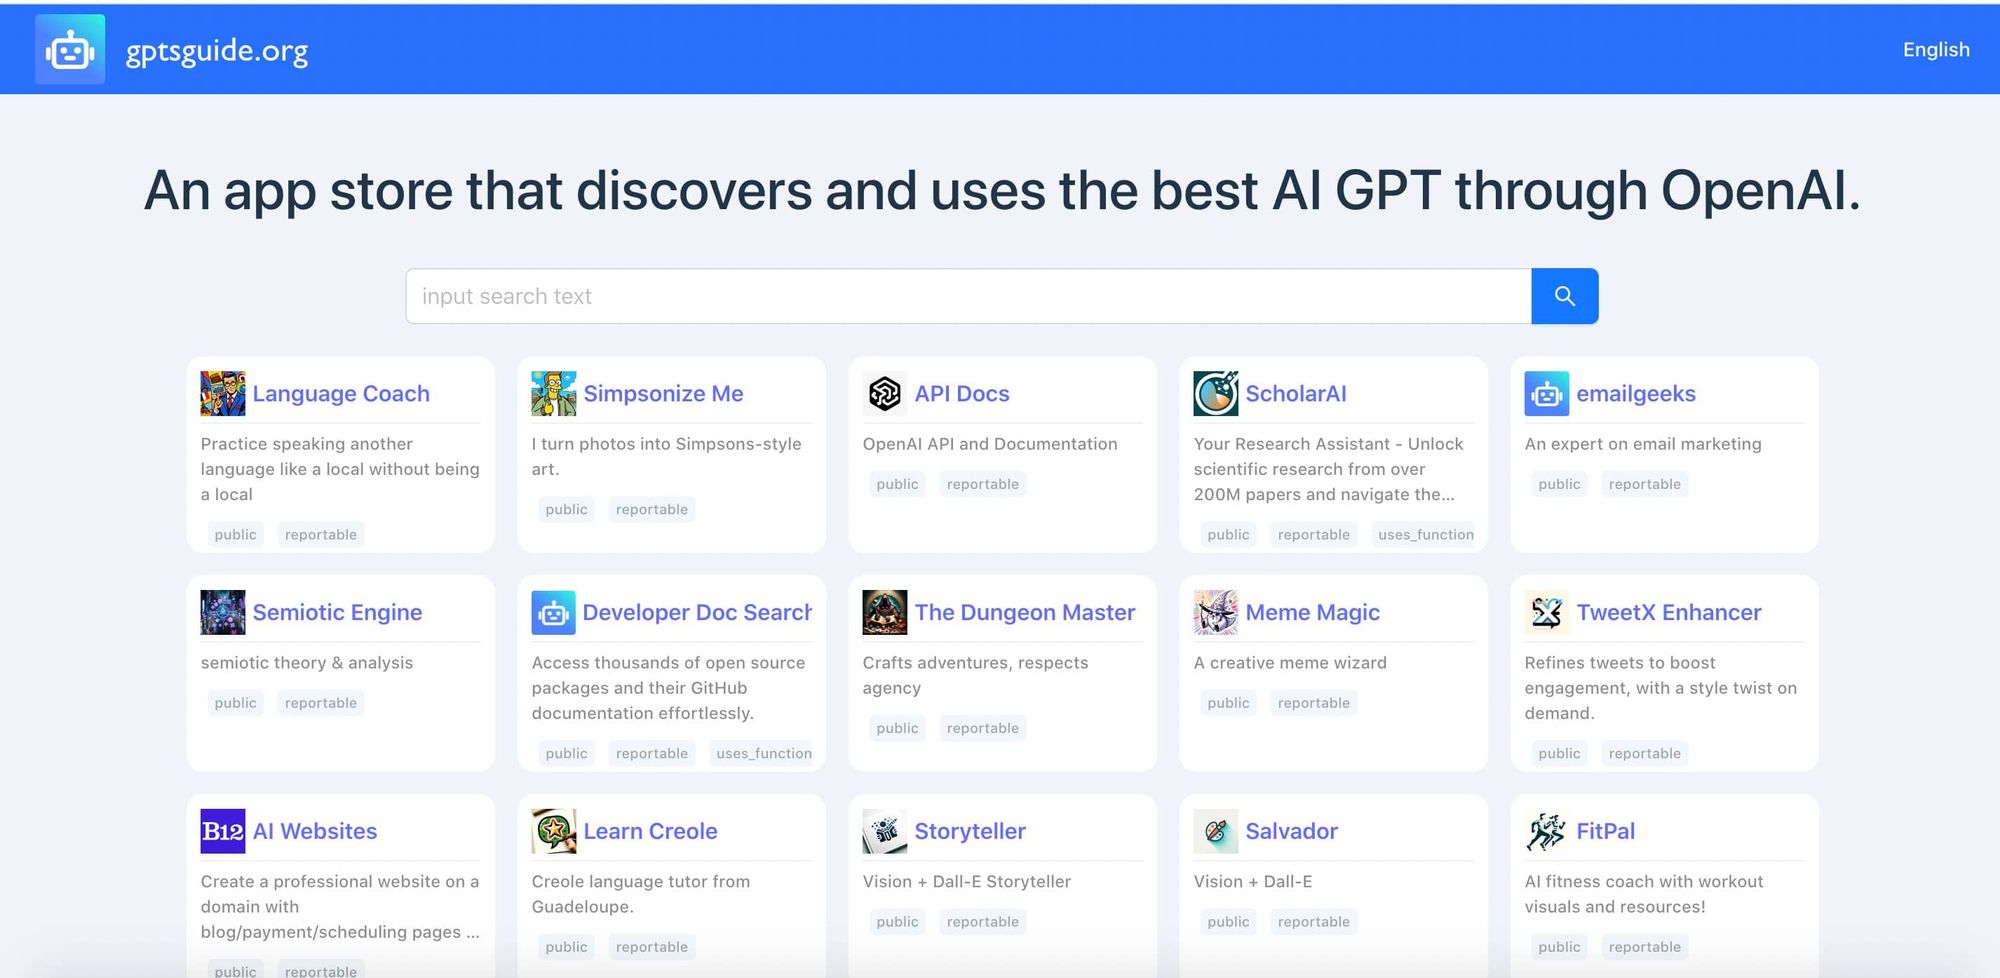 gptsguide.org
English
An app store that discovers and uses the best AI GPT through OpenAI.
input search text
Language Coach
Practice speaking another
language like a local without being
a local
public reportable
Simpsonize Me
I turn photos into Simpsons-style
art.
public reportable
API Docs
OpenAI API and Documentation
public reportable
ScholarAI
Your Research Assistant - Unlock
scientific research from over
200M papers and navigate the...
public reportable uses_function
emailgeeks
An expert on email marketing
public reportable
Semiotic Engine
semiotic theory & analysis
public reportable
Developer Doc Search
Access thousands of open source
packages and their GitHub
documentation effortlessly.
public reportable uses_function
The Dungeon Master
Crafts adventures, respects
agency
public reportable
Meme Magic
A creative meme wizard
public reportable
TweetX Enhancer
Refines tweets to boost
engagement, with a style twist on
demand.
public reportable
B12 AI Websites
Create a professional website on a
domain with
blog/payment/scheduling pages ...
public reportable
Learn Creole
Creole language tutor from
Guadeloupe.
public reportable
Storyteller
Vision + Dall-E Storyteller
public reportable
Salvador
Vision + Dall-E
public reportable
FitPal
AI fitness coach with workout
visuals and resources!
public reportable